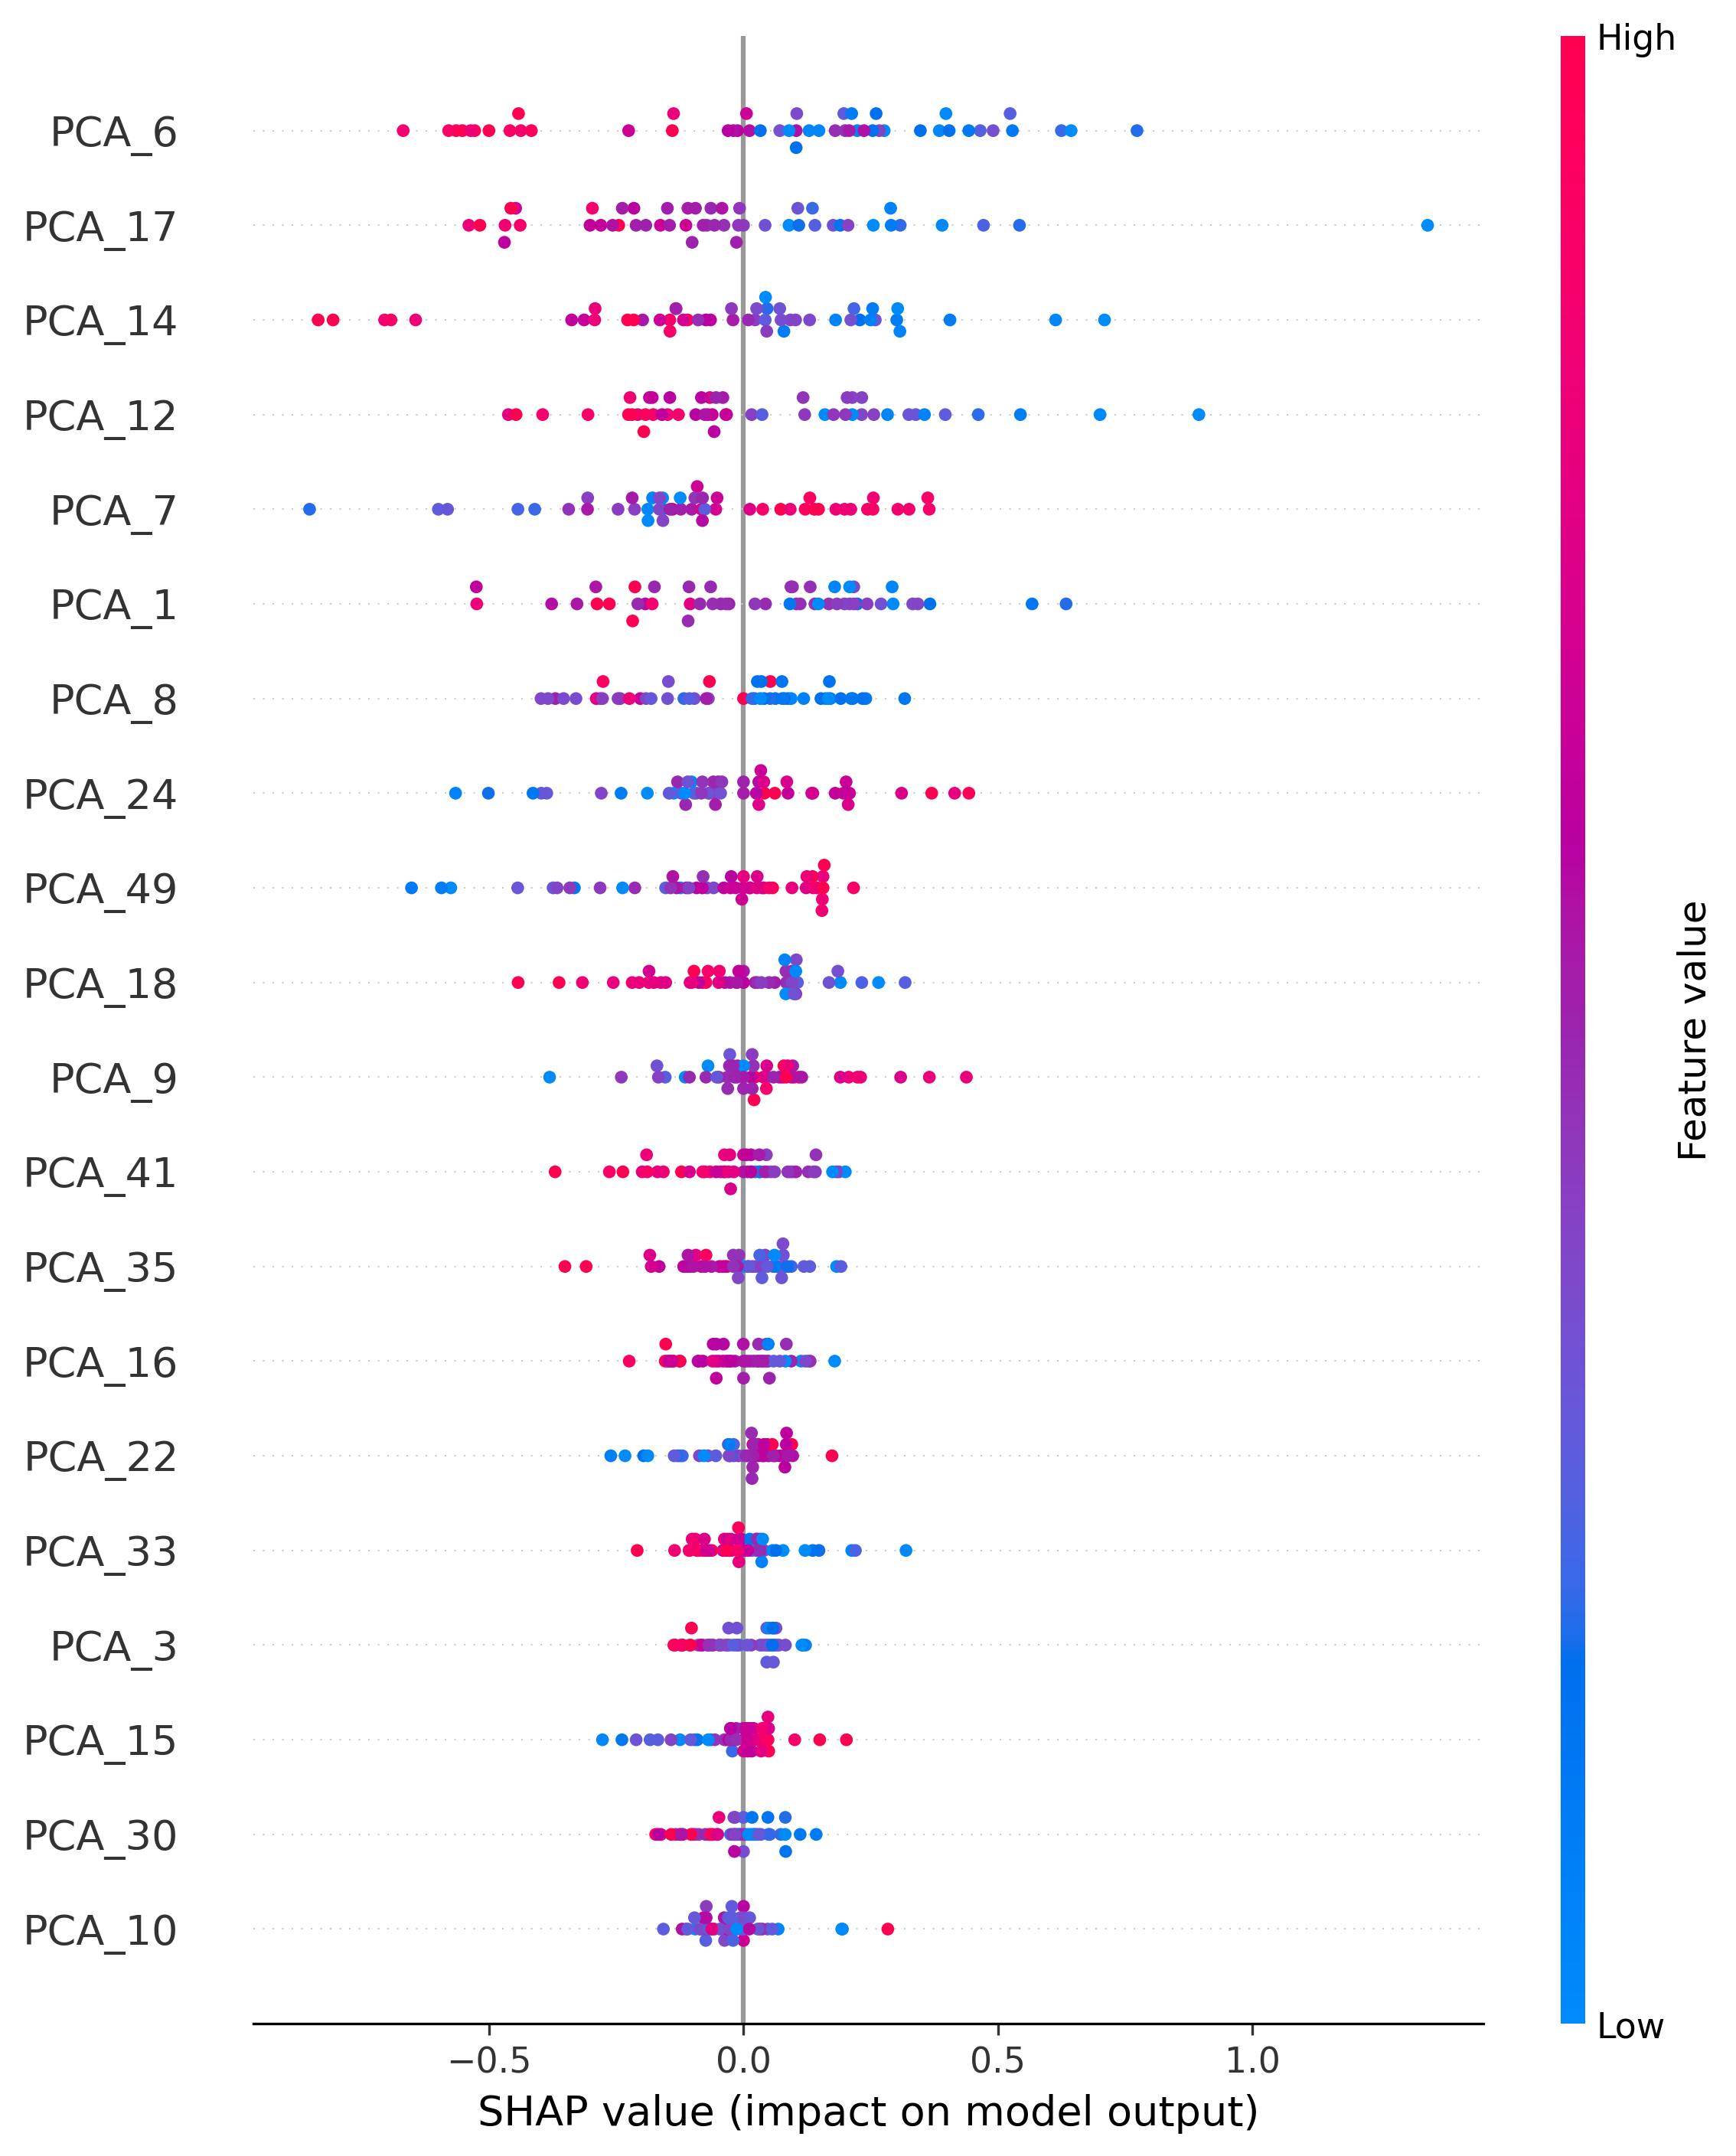 High
PCA_6
PCA_17
PCA_14
PCA_12
PCA_7
PCA_1
PCA_8
PCA_24
PCA_49
PCA_18
PCA_9
PCA_41
PCA_35
PCA_16
PCA_22
PCA_33
PCA_3
PCA_15
PCA_30
PCA_10
Feature value
Low
−0.5 0.0 0.5 1.0
SHAP value (impact on model output)